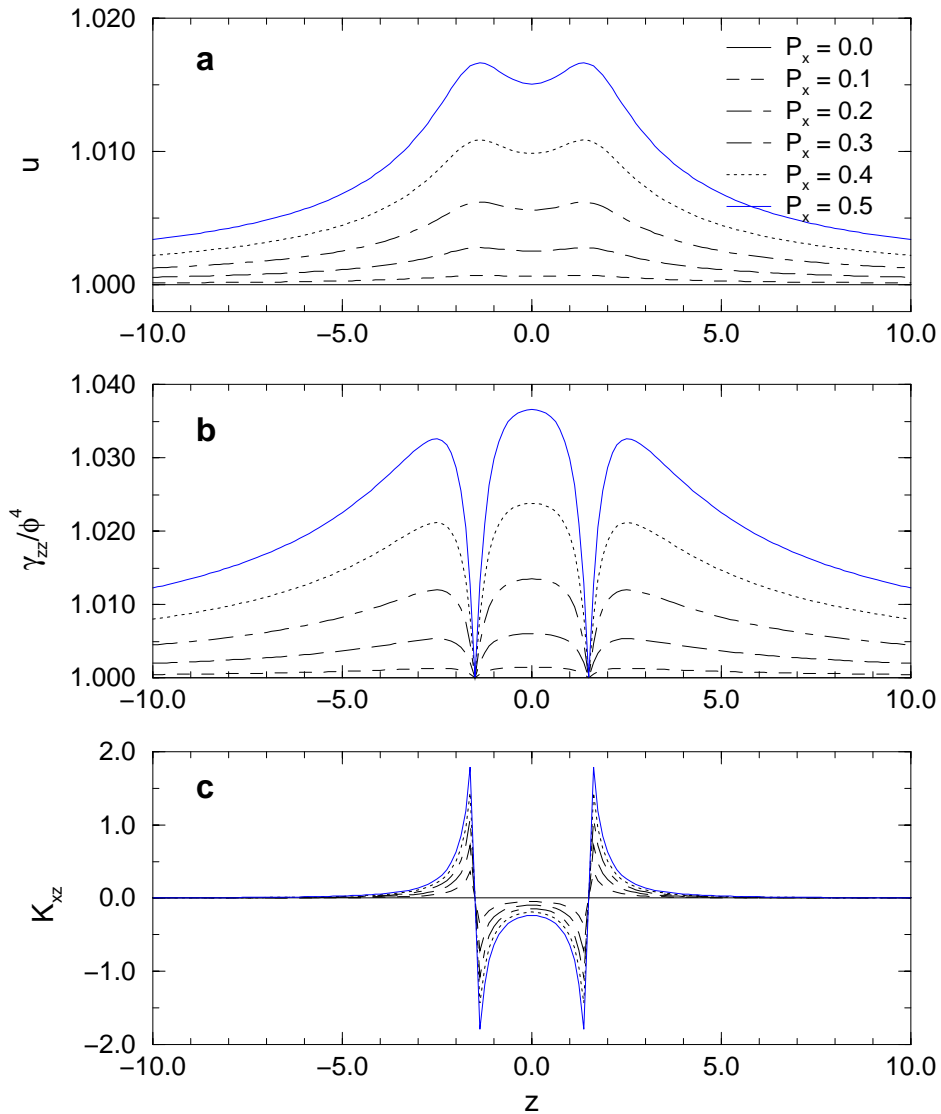 1.020
a
P_x = 0.0
P_x = 0.1
P_x = 0.2
P_x = 0.3
P_x = 0.4
P_x = 0.5
1.010
u
1.000
−10.0 −5.0 0.0 5.0 10.0
1.040
b
1.030
γ_zz/ϕ^4
1.020
1.010
1.000
−10.0 −5.0 0.0 5.0 10.0
2.0
c
1.0
K_xz
0.0
−1.0
−2.0
−10.0 −5.0 0.0 5.0 10.0
z